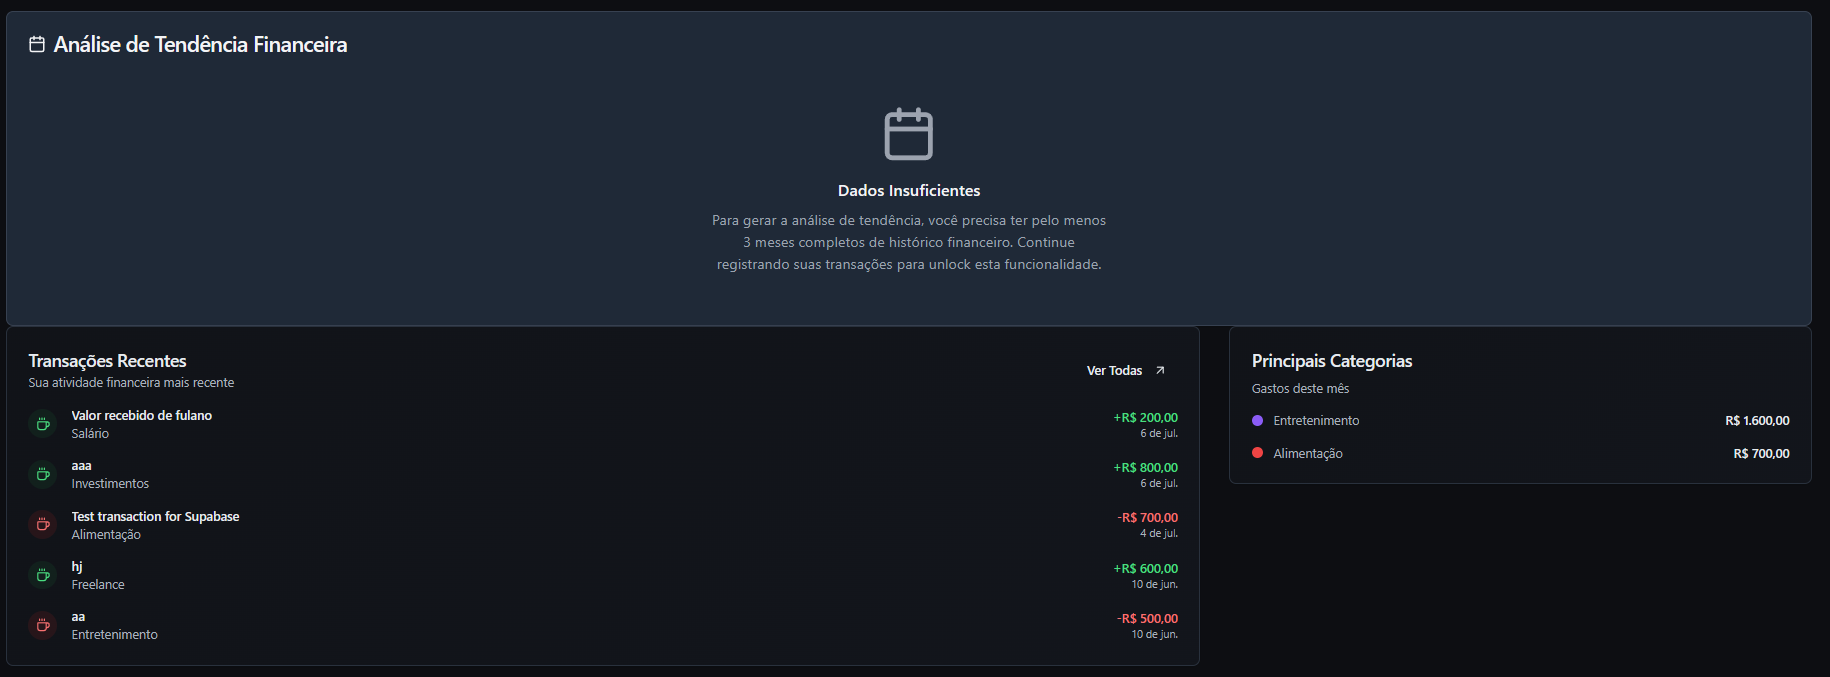 Análise de Tendência Financeira
Dados Insuficientes
Para gerar a análise de tendência, você precisa ter pelo menos
3 meses completos de histórico financeiro. Continue
registrando suas transações para unlock esta funcionalidade.
Transações Recentes
Sua atividade financeira mais recente
Ver Todas
Valor recebido de fulano
Salário
+R$ 200,00
6 de jul.
aaa
Investimentos
+R$ 800,00
6 de jul.
Test transaction for Supabase
Alimentação
-R$ 700,00
4 de jul.
hj
Freelance
+R$ 600,00
10 de jun.
aa
Entretenimento
-R$ 500,00
10 de jun.
Principais Categorias
Gastos deste mês
Entretenimento R$ 1.600,00
Alimentação R$ 700,00